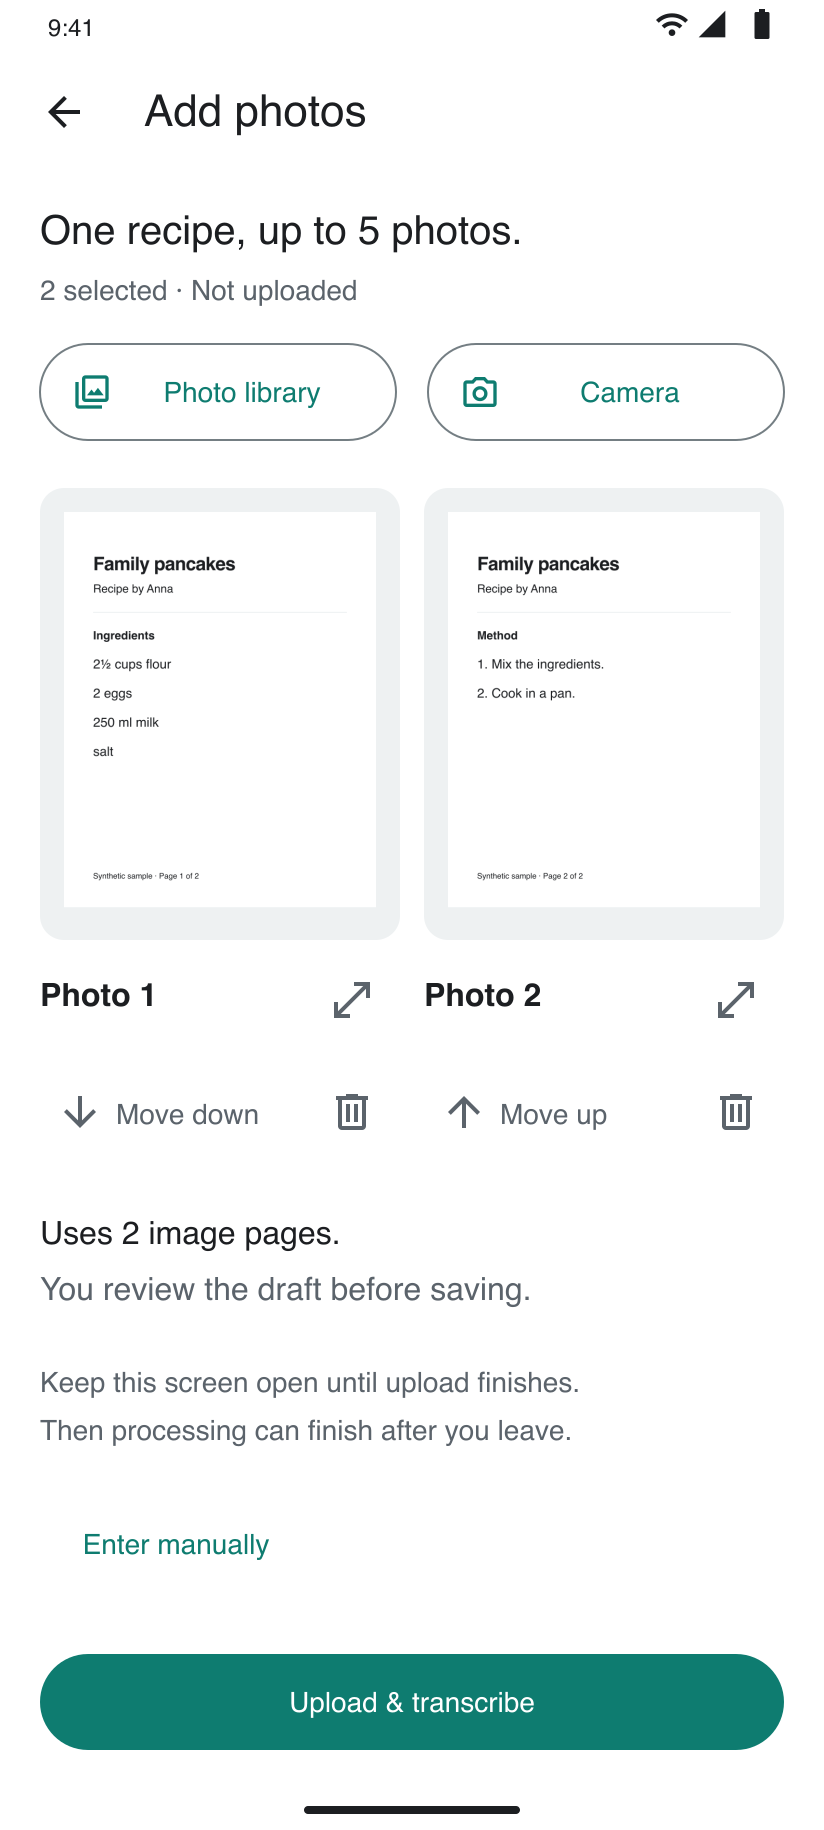 9:41
Add photos
One recipe, up to 5 photos.
2 selected · Not uploaded
Photo library
Camera
Family pancakes
Recipe by Anna
Ingredients
2½ cups flour
2 eggs
250 ml milk
salt
Synthetic sample · Page 1 of 2
Family pancakes
Recipe by Anna
Method
1. Mix the ingredients.
2. Cook in a pan.
Synthetic sample · Page 2 of 2
Photo 1
Photo 2
Move down
Move up
Uses 2 image pages.
You review the draft before saving.
Keep this screen open until upload finishes.
Then processing can finish after you leave.
Enter manually
Upload & transcribe